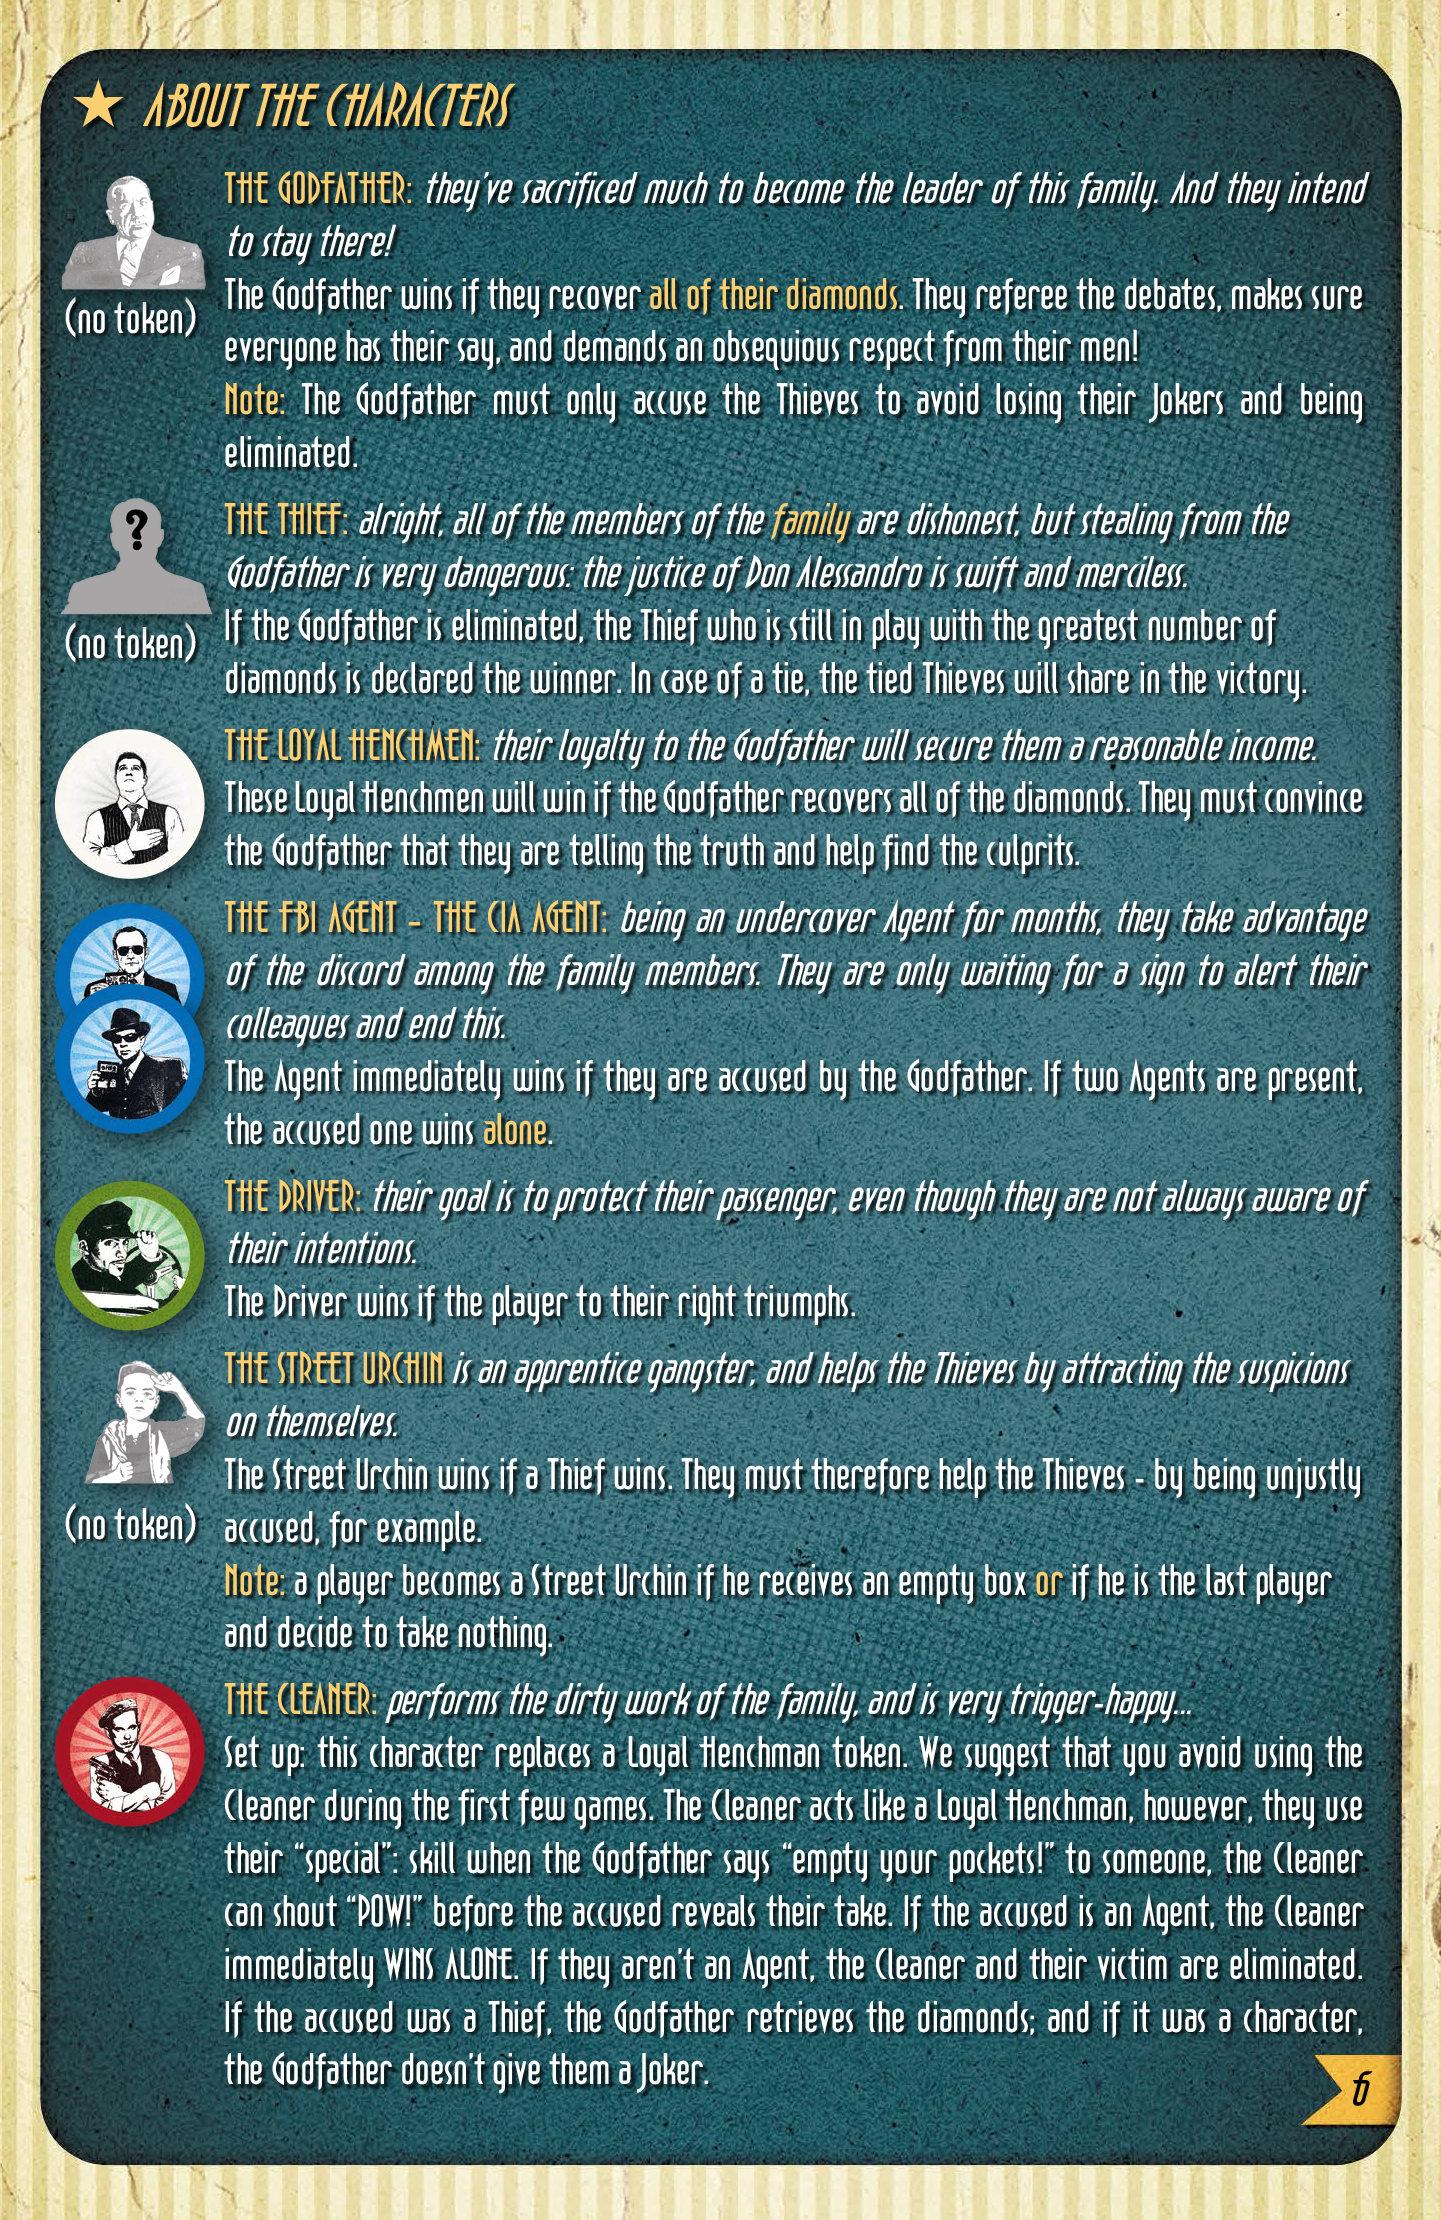 ★ ABOUT THE CHARACTERS
THE GODFATHER: they've sacrificed much to become the leader of this family. And they intend
to stay there!
(no token)
The Godfather wins if they recover all of their diamonds. They referee the debates, makes sure
everyone has their say, and demands an obsequious respect from their men!
Note: The Godfather must only accuse the Thieves to avoid losing their Jokers and being
eliminated.
?
(no token)
THE THIEF: alright, all of the members of the family are dishonest, but stealing from the
Godfather is very dangerous: the justice of Don Alessandro is swift and merciless.
If the Godfather is eliminated, the Thief who is still in play with the greatest number of
diamonds is declared the winner. In case of a tie, the tied Thieves will share in the victory.
THE LOYAL HENCHMEN: their loyalty to the Godfather will secure them a reasonable income.
These Loyal Henchmen will win if the Godfather recovers all of the diamonds. They must convince
the Godfather that they are telling the truth and help find the culprits.
THE FBI AGENT - THE CIA AGENT: being an undercover Agent for months, they take advantage
of the discord among the family members. They are only waiting for a sign to alert their
colleagues and end this.
The Agent immediately wins if they are accused by the Godfather. If two Agents are present,
the accused one wins alone.
THE DRIVER: their goal is to protect their passenger, even though they are not always aware of
their intentions.
The Driver wins if the player to their right triumphs.
THE STREET URCHIN is an apprentice gangster, and helps the Thieves by attracting the suspicions
on themselves.
(no token)
The Street Urchin wins if a Thief wins. They must therefore help the Thieves - by being unjustly
accused, for example.
Note: a player becomes a Street Urchin if he receives an empty box or if he is the last player
and decide to take nothing.
THE CLEANER: performs the dirty work of the family, and is very trigger-happy...
Set up: this character replaces a Loyal Henchman token. We suggest that you avoid using the
Cleaner during the first few games. The Cleaner acts like a Loyal Henchman, however, they use
their “special”: skill when the Godfather says “empty your pockets!” to someone, the Cleaner
can shout “POW!” before the accused reveals their take. If the accused is an Agent, the Cleaner
immediately WINS ALONE. If they aren't an Agent, the Cleaner and their victim are eliminated.
If the accused was a Thief, the Godfather retrieves the diamonds; and if it was a character,
the Godfather doesn't give them a Joker.
6